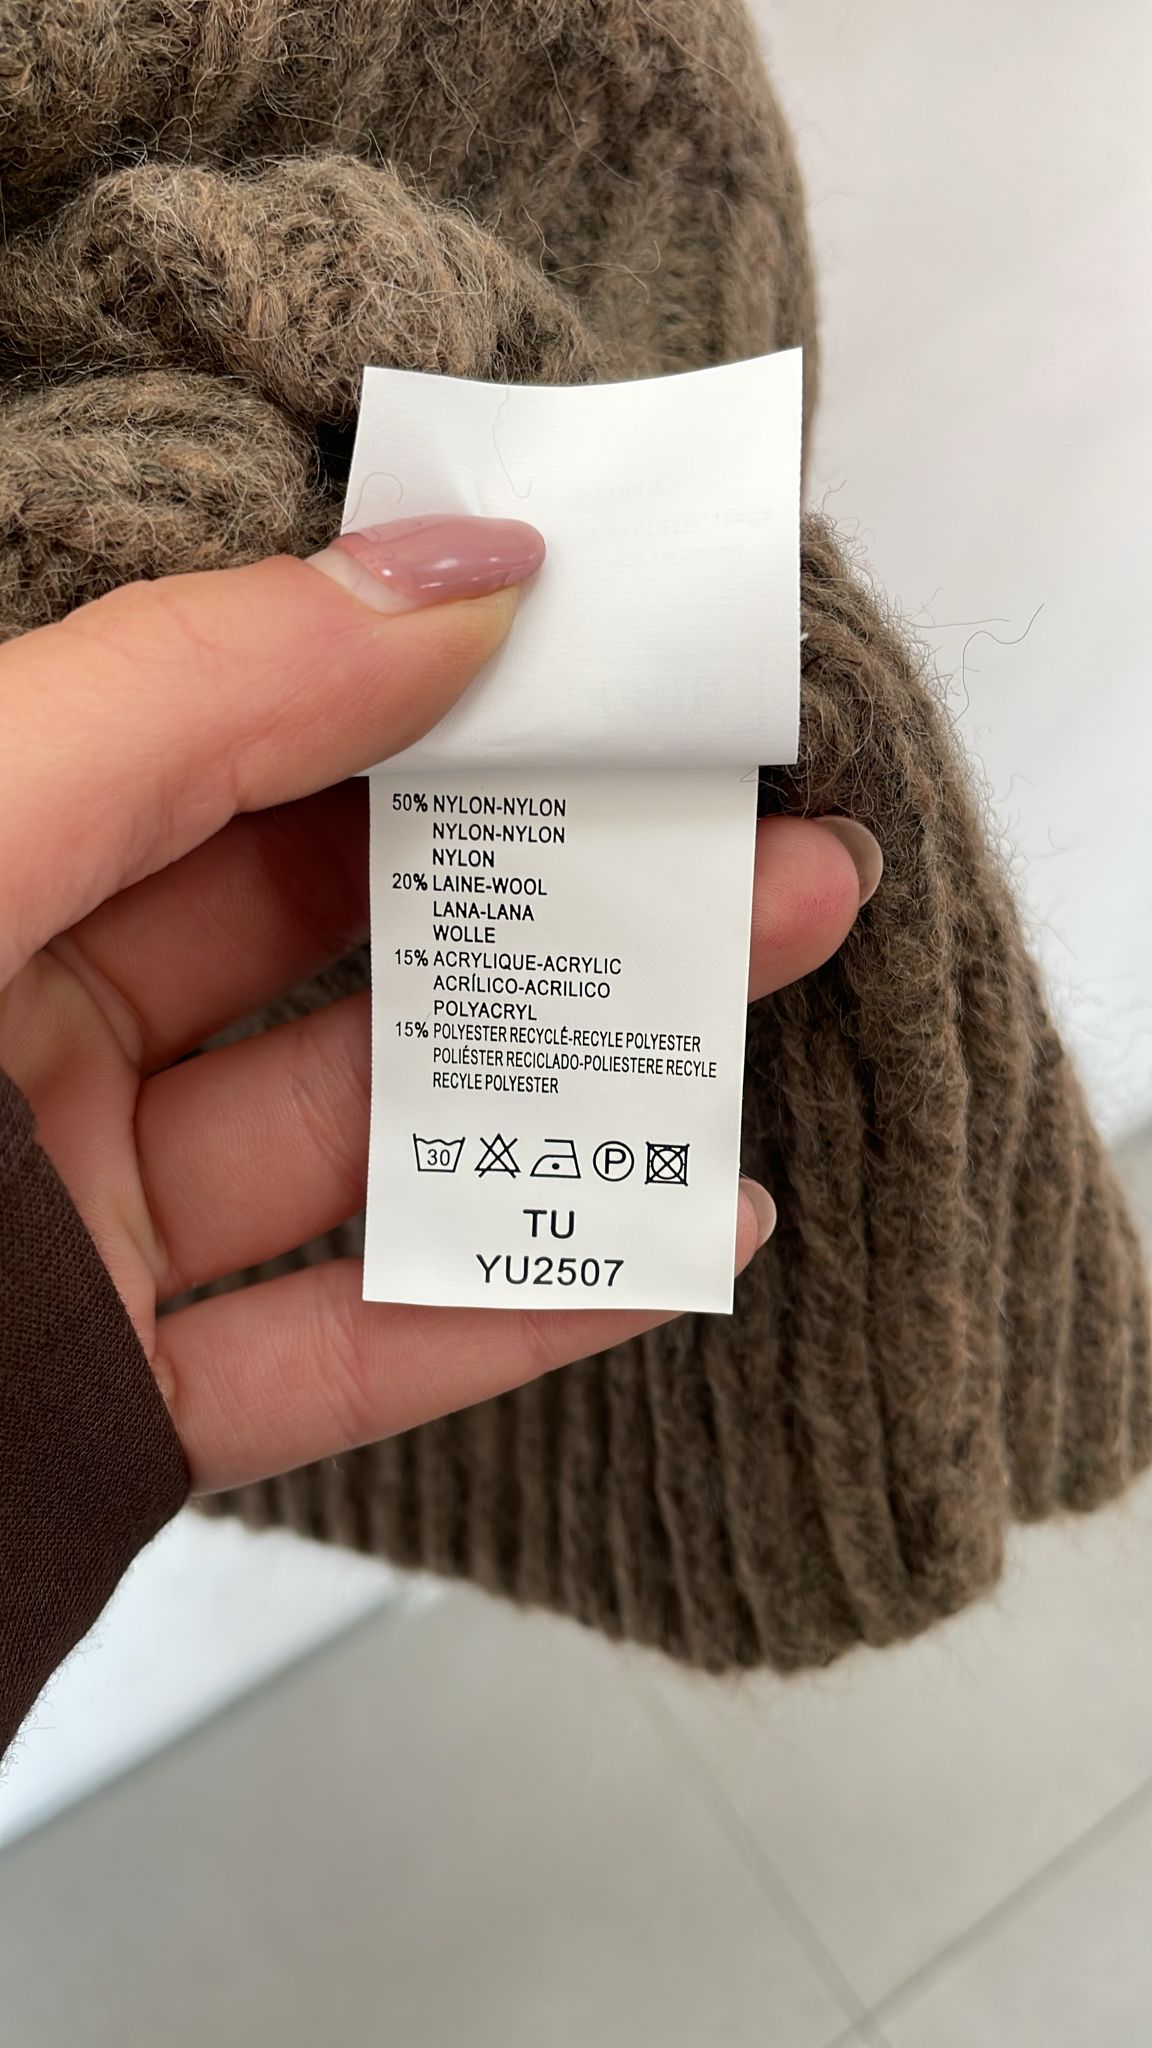 50% NYLON-NYLON
NYLON-NYLON
NYLON
20% LAINE-WOOL
LANA-LANA
WOLLE
15% ACRYLIQUE-ACRYLIC
ACRÍLICO-ACRILICO
POLYACRYL
15% POLYESTER RECYCLÉ-RECYLE POLYESTER
POLIÉSTER RECICLADO-POLIESTERE RECYLE
RECYLE POLYESTER
30 P
TU
YU2507